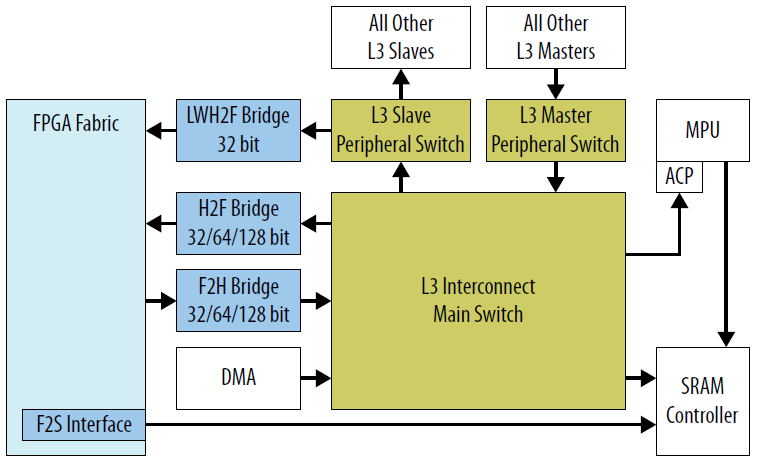 All Other
L3 Slaves
All Other
L3 Masters
FPGA Fabric
LWH2F Bridge
32 bit
L3 Slave
Peripheral Switch
L3 Master
Peripheral Switch
MPU
ACP
H2F Bridge
32/64/128 bit
F2H Bridge
32/64/128 bit
L3 Interconnect
Main Switch
DMA
SRAM
Controller
F2S Interface